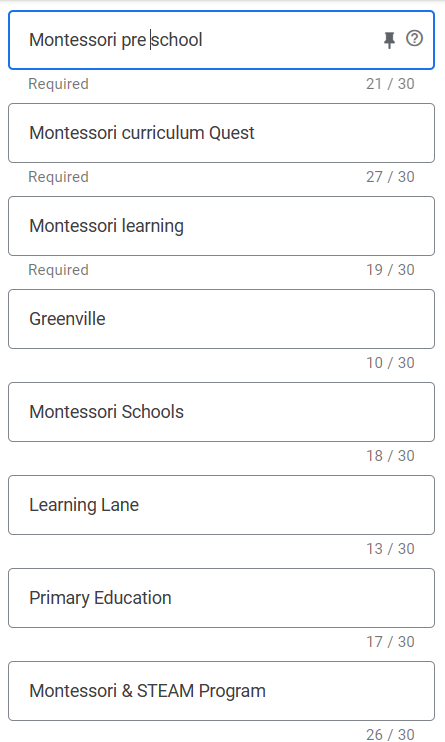 Montessori pre school
Required 21 / 30
Montessori curriculum Quest
Required 27 / 30
Montessori learning
Required 19 / 30
Greenville
10 / 30
Montessori Schools
18 / 30
Learning Lane
13 / 30
Primary Education
17 / 30
Montessori & STEAM Program
26 / 30